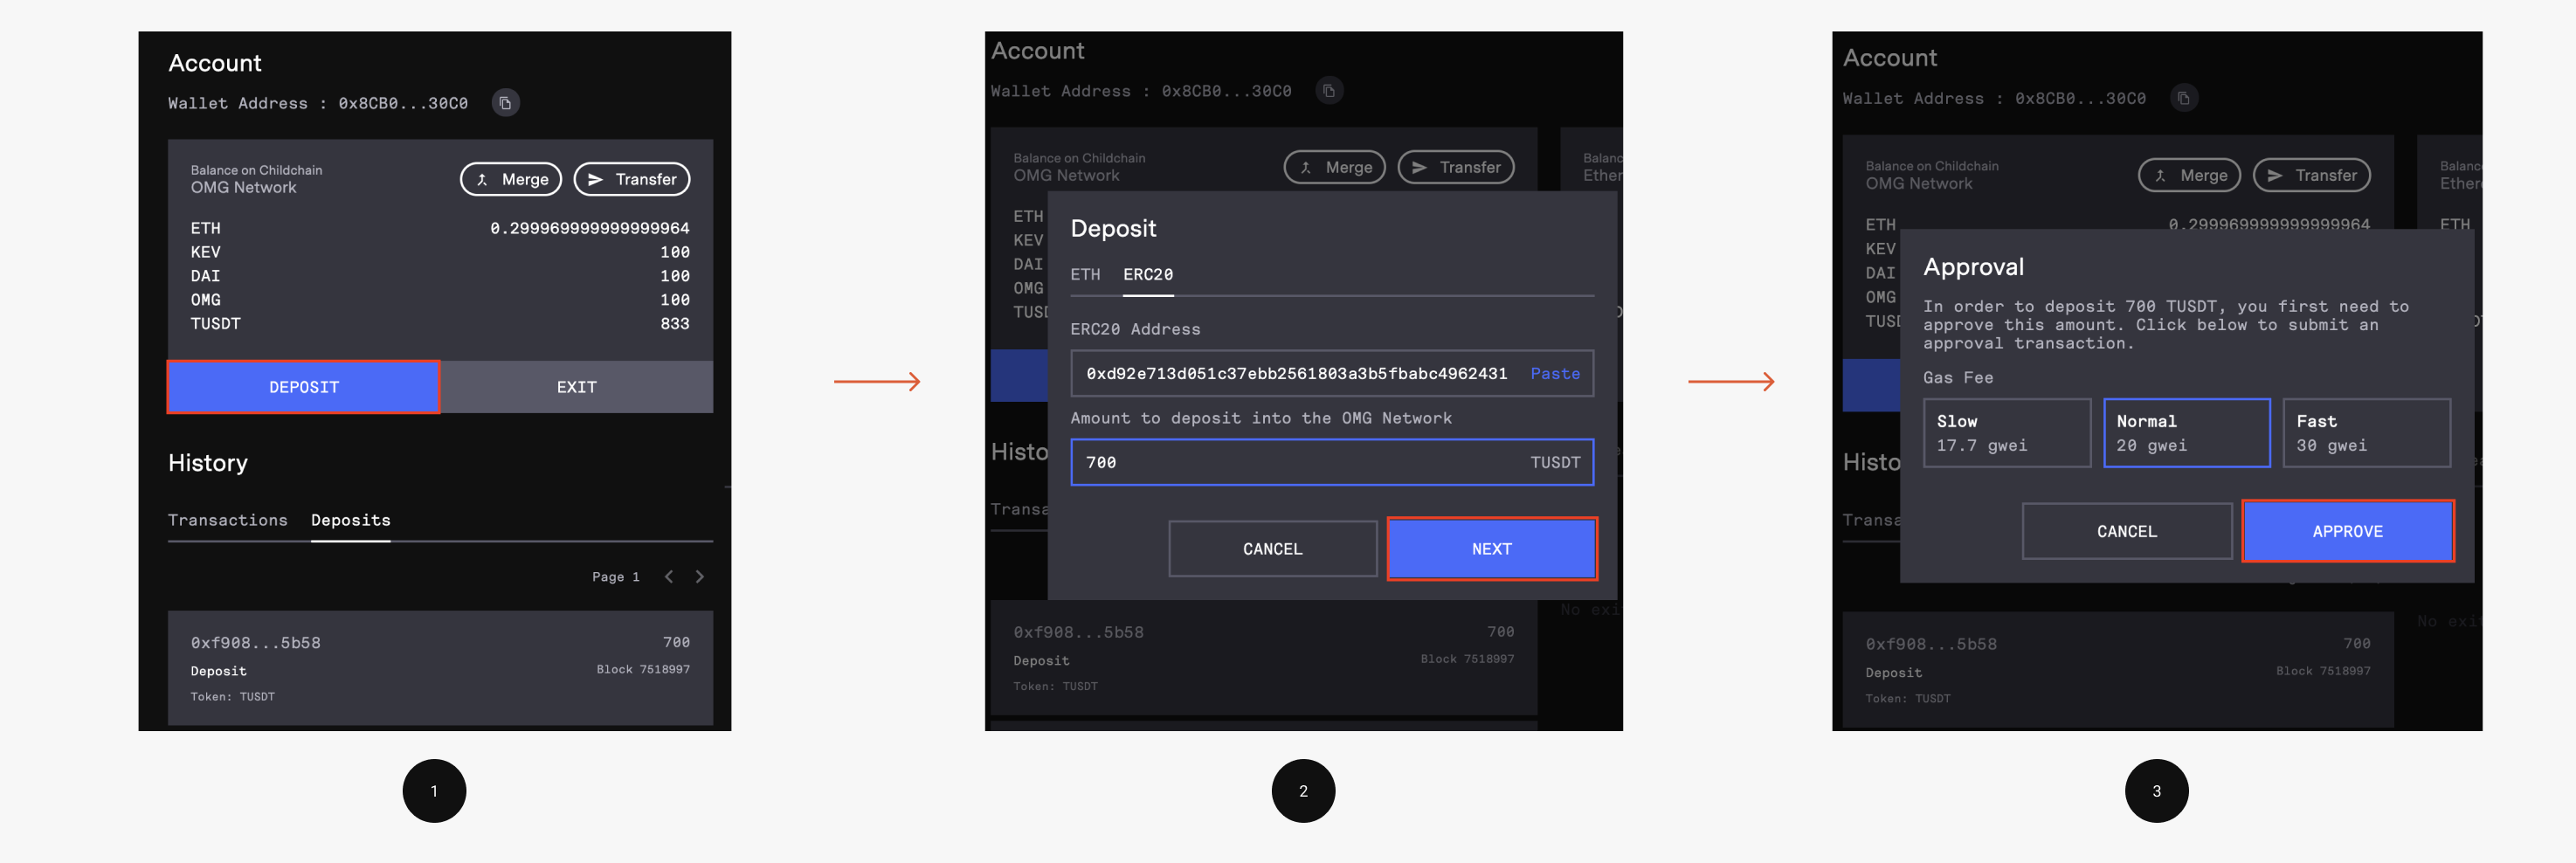 Account
Wallet Address : 0x8CB0...30C0
Balance on Childchain
OMG Network
Merge
Transfer
ETH 0.299969999999999964
KEV 100
DAI 100
OMG 100
TUSDT 833
DEPOSIT
EXIT
History
Transactions Deposits
Page 1
0xf908...5b58 700
Deposit Block 7518997
Token: TUSDT
1
Account
Wallet Address : 0x8CB0...30C0
Balance on Childchain
OMG Network
Merge
Transfer
ETH
KEV
DAI
OMG
Deposit
ETH ERC20
ERC20 Address
0xd92e713d051c37ebb2561803a3b5fbabc4962431 Paste
Amount to deposit into the OMG Network
700 TUSDT
CANCEL
NEXT
Histo
Transa
0xf908...5b58 700
Deposit Block 7518997
Token: TUSDT
No exi
2
Account
Wallet Address : 0x8CB0...30C0
Balance on Childchain
OMG Network
Merge
Transfer
ETH 0.299969999999999964
KEV
DAI
OMG
ETH
Approval
In order to deposit 700 TUSDT, you first need to
approve this amount. Click below to submit an
approval transaction.
Gas Fee
Slow
17.7 gwei
Normal
20 gwei
Fast
30 gwei
CANCEL
APPROVE
Histo
Transa
0xf908...5b58 700
Deposit Block 7518997
Token: TUSDT
No exi
3